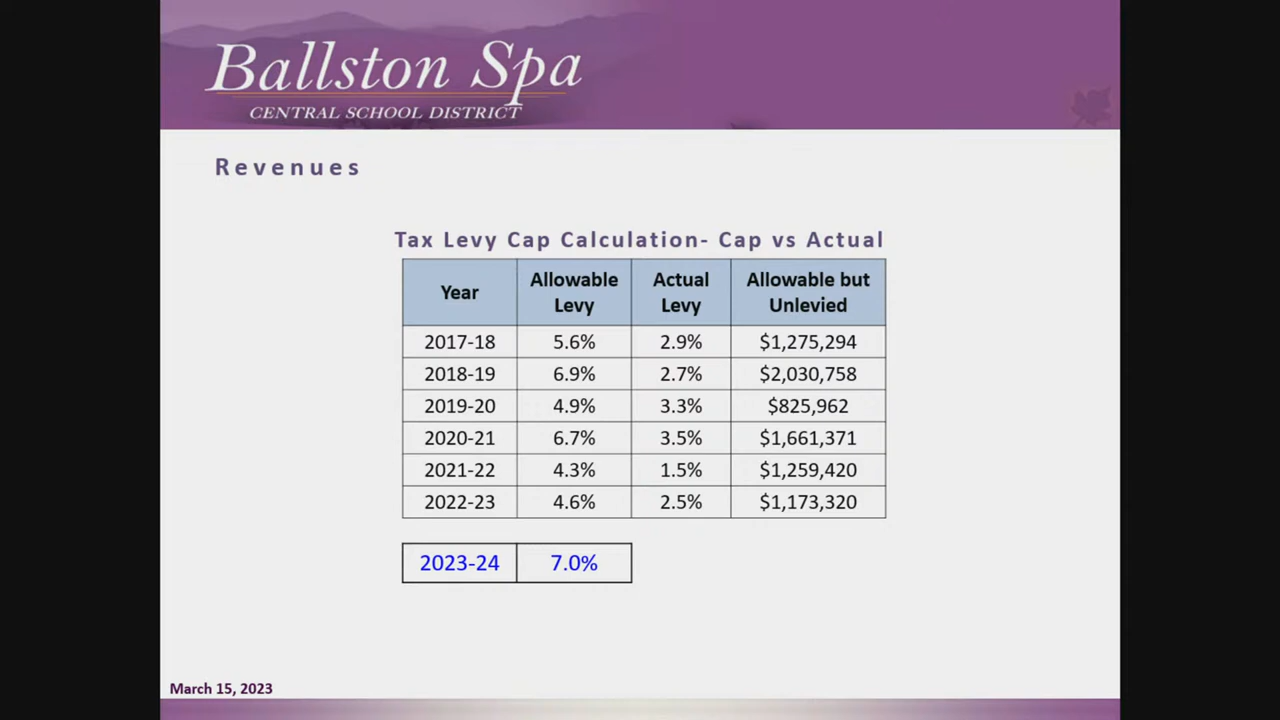 Ballston Spa
CENTRAL SCHOOL DISTRICT
Revenues
Tax Levy Cap Calculation- Cap vs Actual
Year Allowable Levy Actual Levy Allowable but Unlevied
2017-18 5.6% 2.9% $1,275,294
2018-19 6.9% 2.7% $2,030,758
2019-20 4.9% 3.3% $825,962
2020-21 6.7% 3.5% $1,661,371
2021-22 4.3% 1.5% $1,259,420
2022-23 4.6% 2.5% $1,173,320
2023-24 7.0%
March 15, 2023